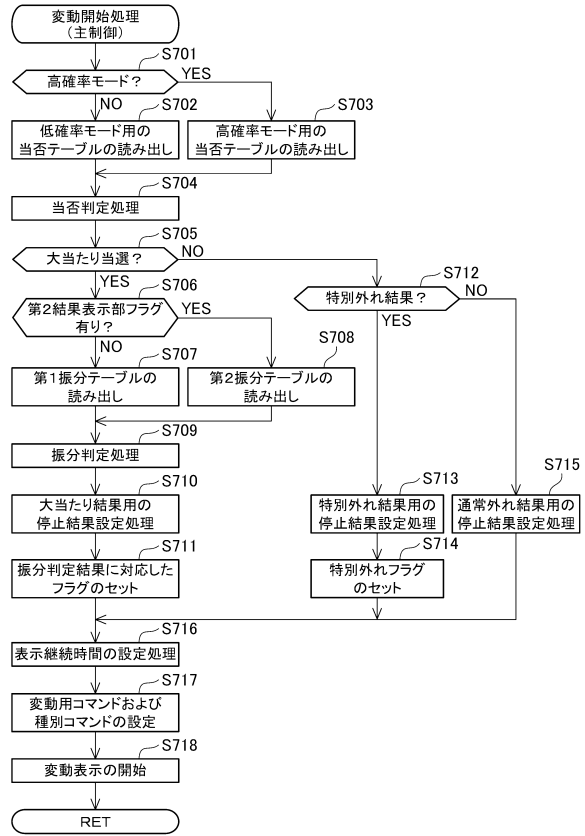 変動開始処理
(主制御)
S701
高確率モード？
YES
NO
S702
低確率モード用の
当否テーブルの読み出し
S703
高確率モード用の
当否テーブルの読み出し
S704
当否判定処理
S705
大当たり当選？
NO
YES
S706
第2結果表示部フラグ
有り？
YES
NO
S712
特別外れ結果？
NO
YES
S707
第1振分テーブルの
読み出し
S708
第2振分テーブルの
読み出し
S709
振分判定処理
S710
大当たり結果用の
停止結果設定処理
S713
特別外れ結果用の
停止結果設定処理
S715
通常外れ結果用の
停止結果設定処理
S711
振分判定結果に対応した
フラグのセット
S714
特別外れフラグ
のセット
S716
表示継続時間の設定処理
S717
変動用コマンドおよび
種別コマンドの設定
S718
変動表示の開始
RET